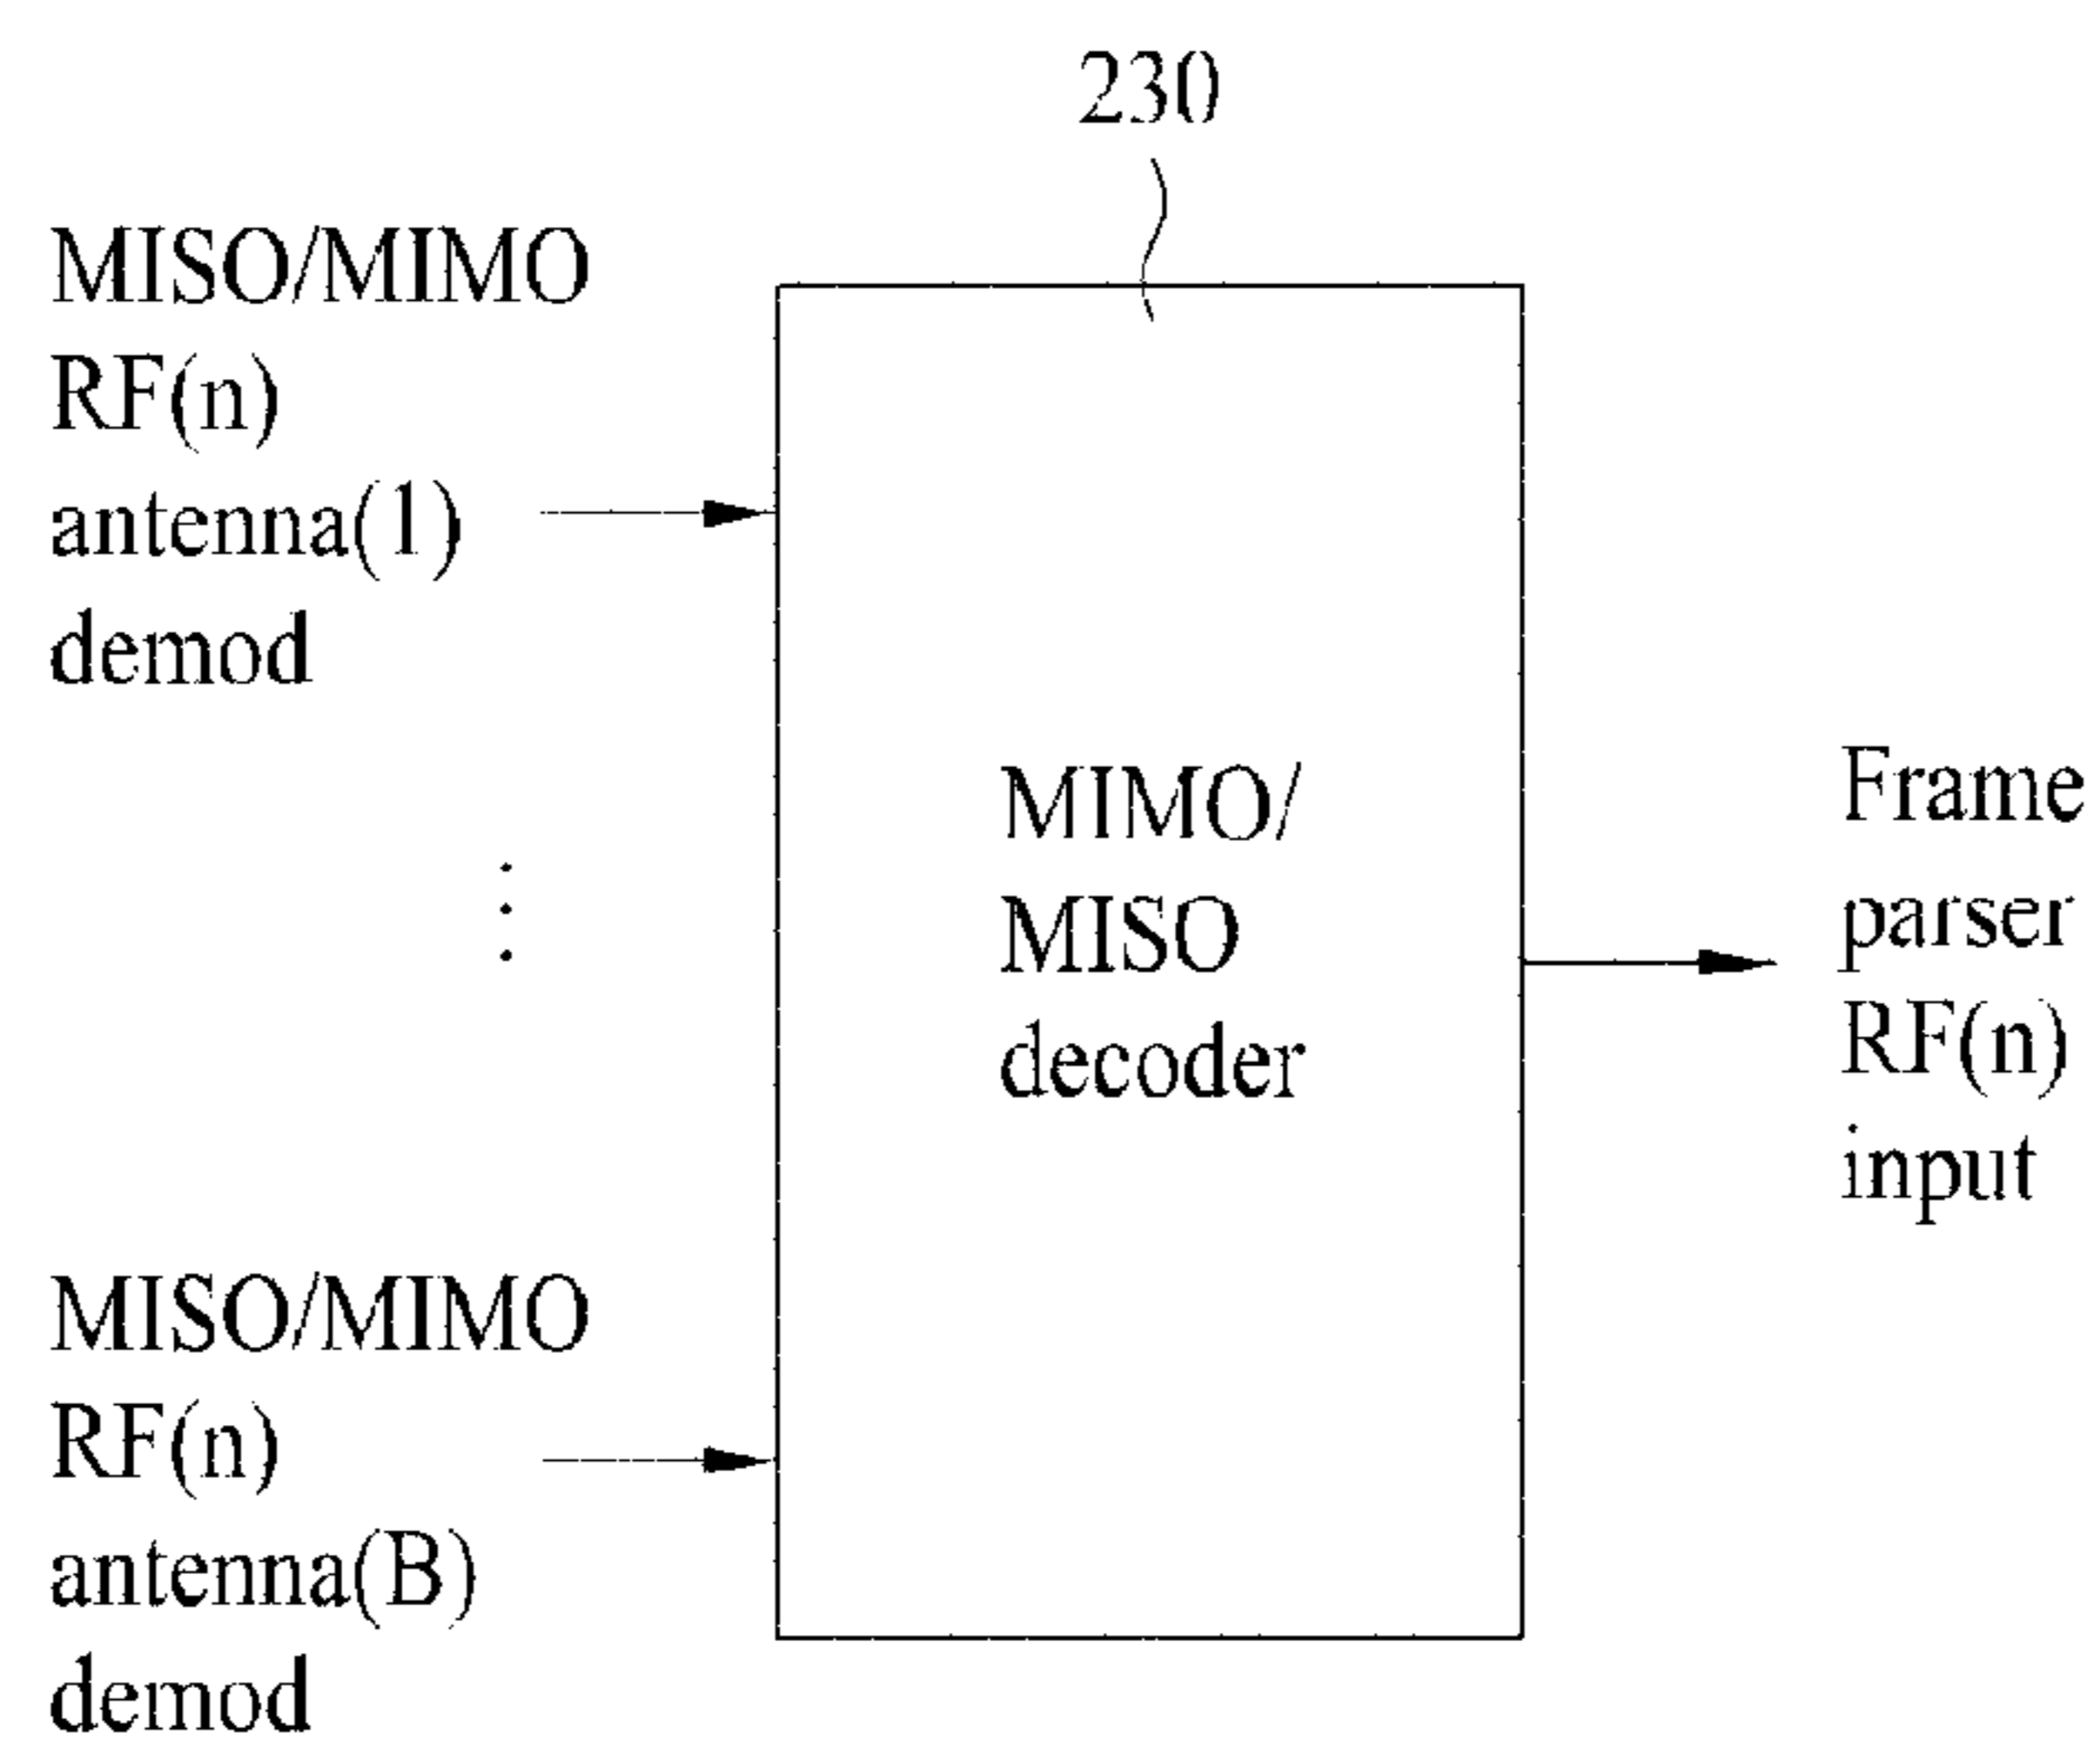 230
MISO/MIMO
RF(n)
antenna(1)
demod
MISO/MIMO
RF(n)
antenna(B)
demod
MIMO/
MISO
decoder
Frame
parser
RF(n)
input